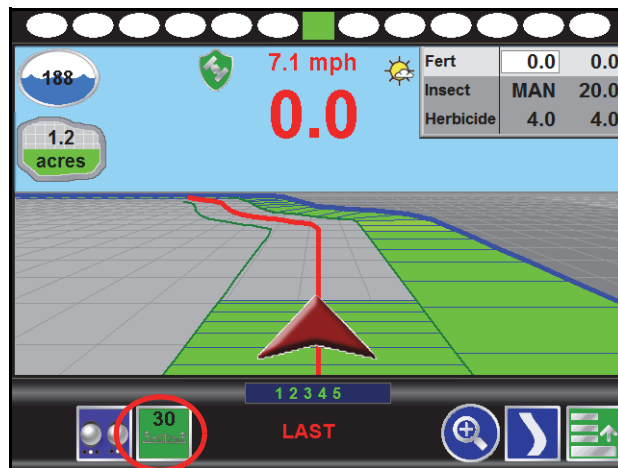 188
7.1 mph
0.0
Fert 0.0 0.0
Insect MAN 20.0
Herbicide 4.0 4.0
1.2
acres
1 2 3 4 5
30
LAST